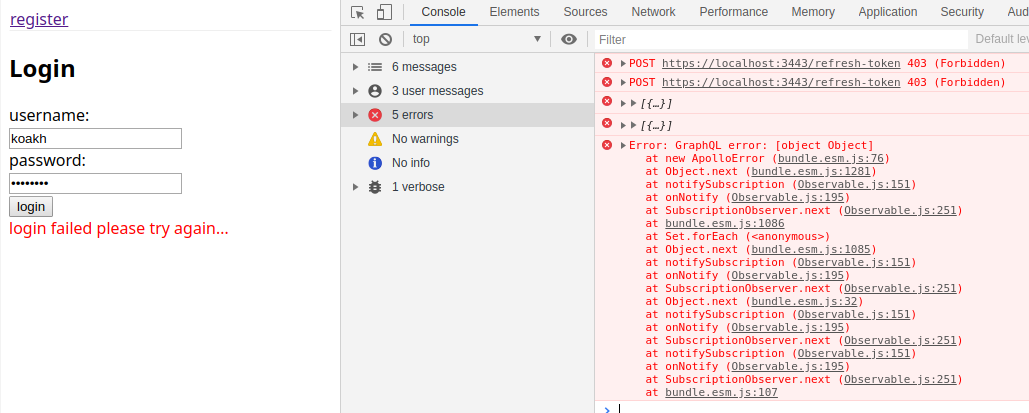 register
Login
username:
koakh
password:
••••••••
login
login failed please try again...
Console Elements Sources Network Performance Memory Application Security Aud
top
Filter
Default lev
6 messages
3 user messages
5 errors
No warnings
No info
1 verbose
POST https://localhost:3443/refresh-token 403 (Forbidden)
POST https://localhost:3443/refresh-token 403 (Forbidden)
[{…}]
[{…}]
Error: GraphQL error: [object Object]
at new ApolloError (bundle.esm.js:76)
at Object.next (bundle.esm.js:1281)
at notifySubscription (Observable.js:151)
at onNotify (Observable.js:195)
at SubscriptionObserver.next (Observable.js:251)
at bundle.esm.js:1086
at Set.forEach (<anonymous>)
at Object.next (bundle.esm.js:1085)
at notifySubscription (Observable.js:151)
at onNotify (Observable.js:195)
at SubscriptionObserver.next (Observable.js:251)
at Object.next (bundle.esm.js:32)
at notifySubscription (Observable.js:151)
at onNotify (Observable.js:195)
at SubscriptionObserver.next (Observable.js:251)
at notifySubscription (Observable.js:151)
at onNotify (Observable.js:195)
at SubscriptionObserver.next (Observable.js:251)
at bundle.esm.js:107